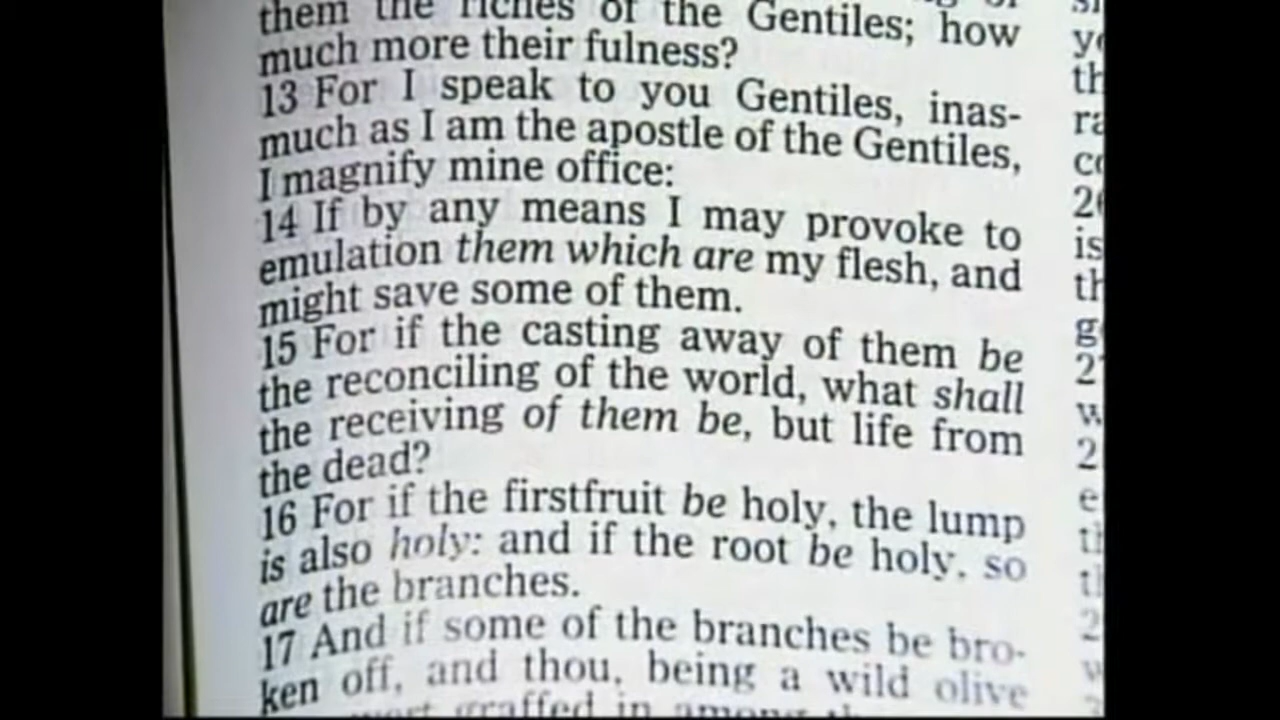 them the riches of the Gentiles; how
much more their fulness?
13 For I speak to you Gentiles, inas-
much as I am the apostle of the Gentiles,
I magnify mine office:
14 If by any means I may provoke to
emulation them which are my flesh, and
might save some of them.
15 For if the casting away of them be
the reconciling of the world, what shall
the receiving of them be, but life from
the dead?
16 For if the firstfruit be holy, the lump
is also holy: and if the root be holy, so
are the branches.
17 And if some of the branches be bro-
ken off, and thou, being a wild olive
graffed in among